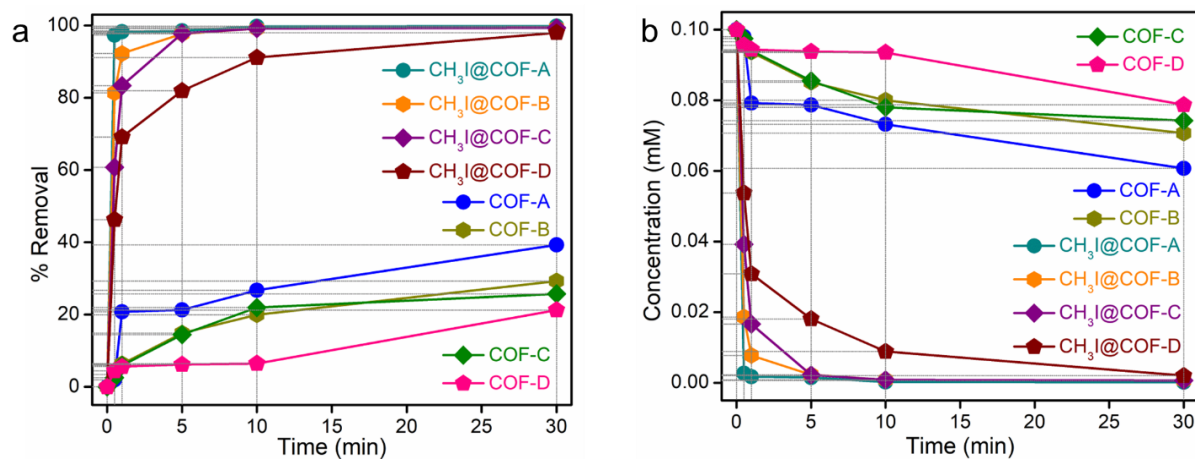 a
% Removal
100
80
60
40
20
0
CH₃I@COF-A
CH₃I@COF-B
CH₃I@COF-C
CH₃I@COF-D
COF-A
COF-B
COF-C
COF-D
0 5 10 15 20 25 30
Time (min)
b
Concentration (mM)
0.10
0.08
0.06
0.04
0.02
0.00
COF-C
COF-D
COF-A
COF-B
CH₃I@COF-A
CH₃I@COF-B
CH₃I@COF-C
CH₃I@COF-D
0 5 10 15 20 25 30
Time (min)